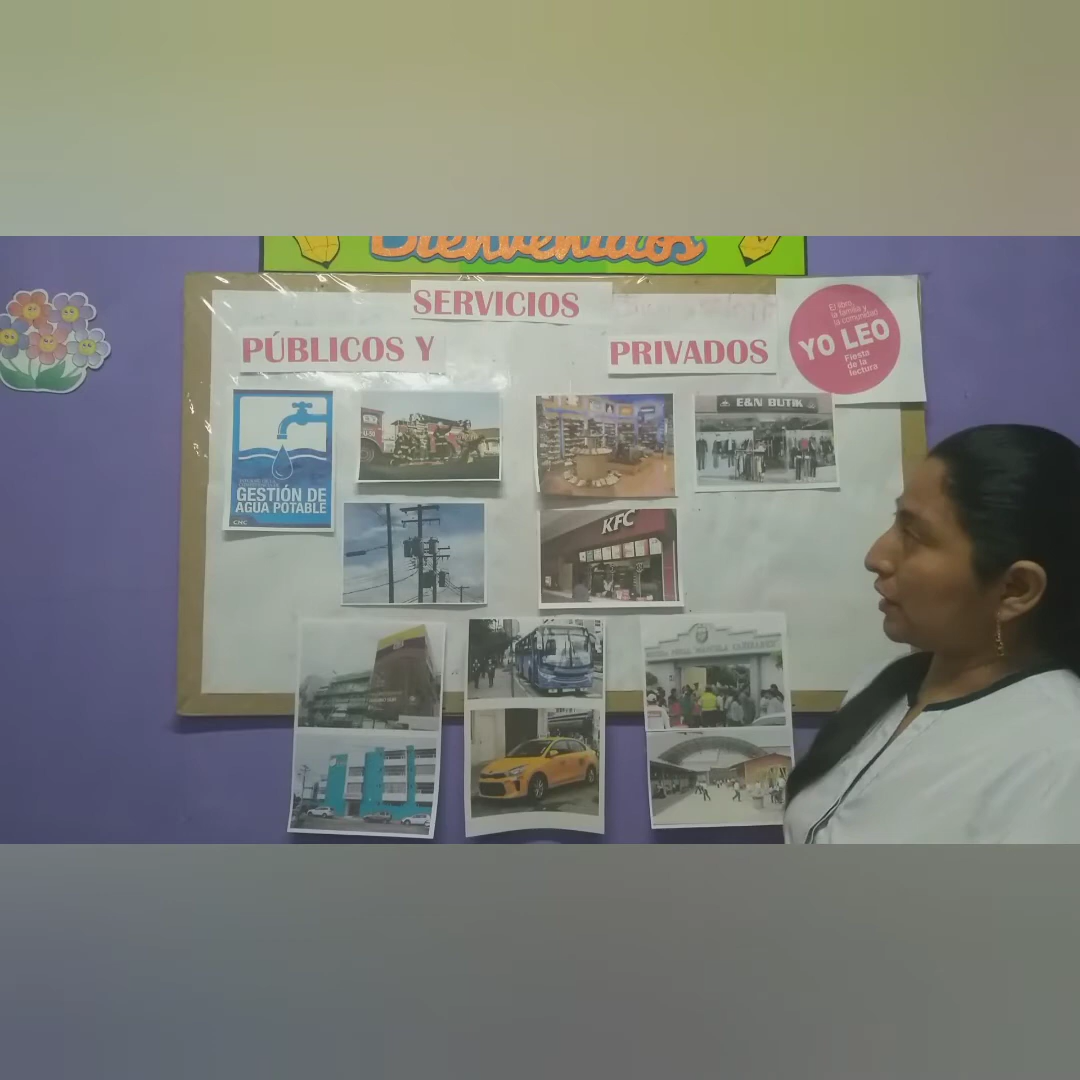 Bienvenidos
SERVICIOS
PÚBLICOS Y
PRIVADOS
El libro,
la familia y
la comunidad
YO LEO
Fiesta
de la
lectura
GESTIÓN DE
AGUA POTABLE
CNC
E&N BUTIK
KFC